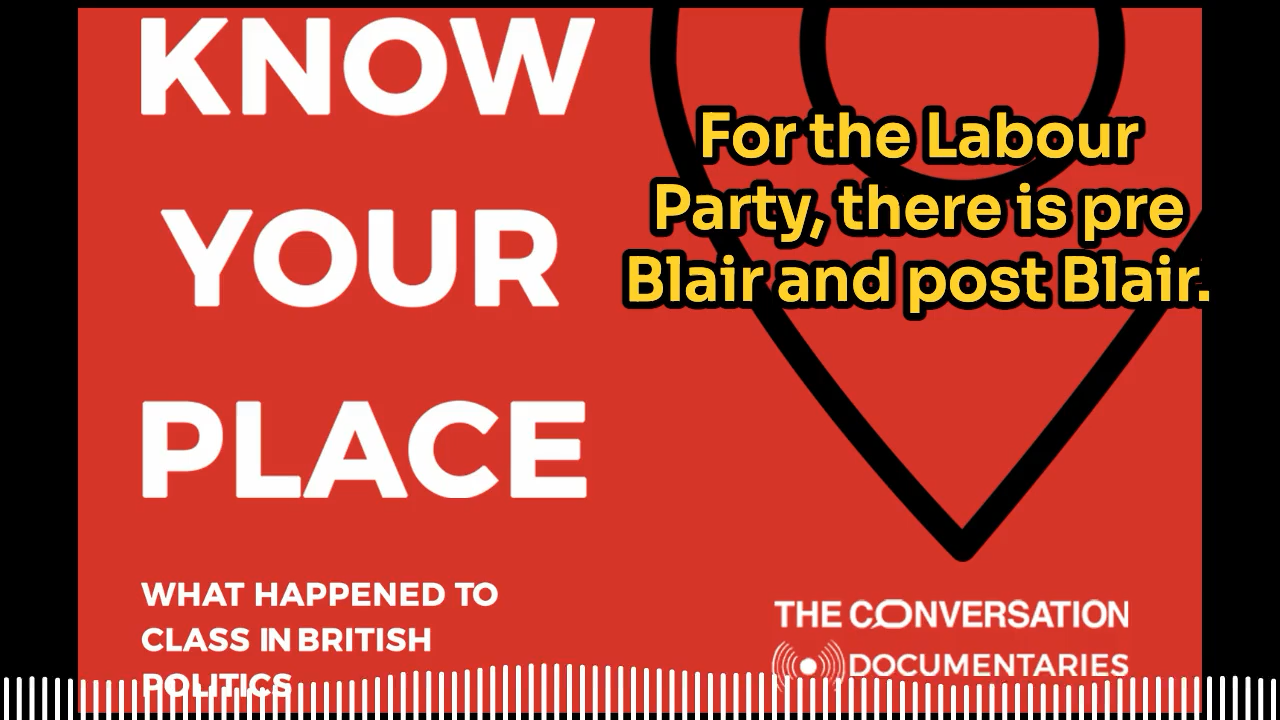 KNOW
YOUR
PLACE
WHAT HAPPENED TO
CLASS IN BRITISH
POLITICS
For the Labour
Party, there is pre
Blair and post Blair.
THE CONVERSATION
DOCUMENTARIES